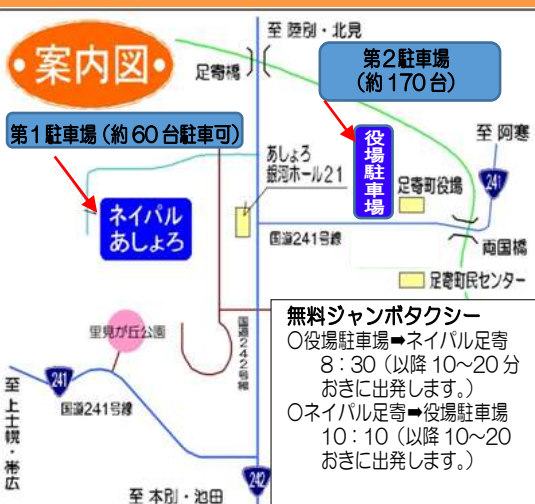 至 陸別・北見
・案内図・
足寄橋
第2駐車場
(約170台)
第1駐車場(約60台駐車可)
役場駐車場
至 阿寒
241
あしょろ
銀河ホール21
足寄町役場
ネイパル
あしょろ
国道241号線
両国橋
足寄町民センター
里見が丘公園
国道242号線
無料ジャンボタクシー
○役場駐車場➡ネイパル足寄
8：30（以降10～20分
おきに出発します。）
○ネイパル足寄➡役場駐車場
10：10（以降10～20
おきに出発します。）
241
国道241号線
至上士幌・帯広
242
至 本別・池田